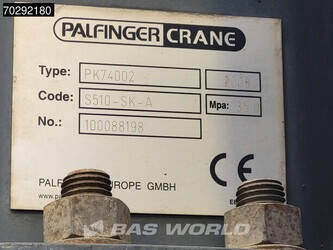 70292180
PALFINGER CRANE
Type: PK74002
Code: S510-SK-A Mpa:
No.: 100088198
CE
EUROPE GMBH
BAS WORLD